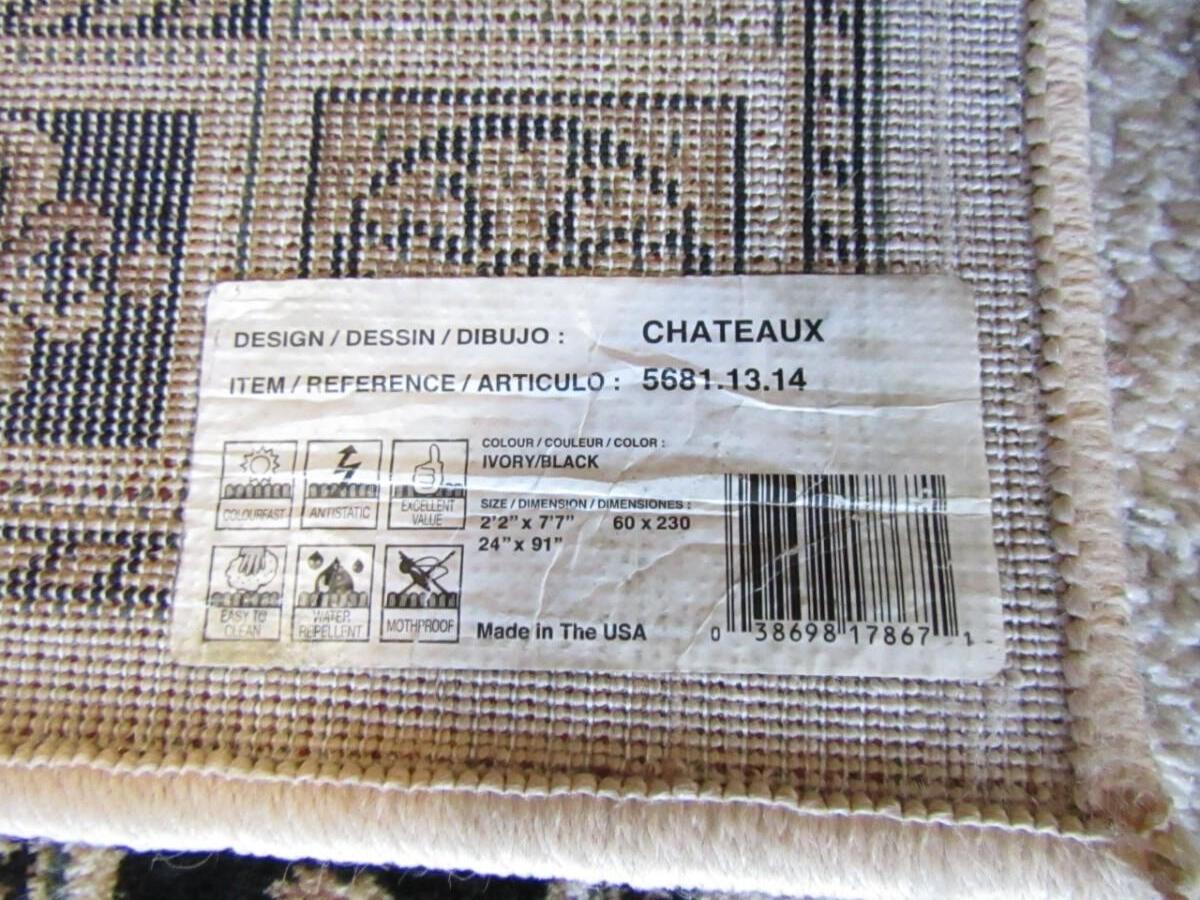 DESIGN / DESSIN / DIBUJO : CHATEAUX
ITEM / REFERENCE / ARTICULO : 5681.13.14
COLOURFAST
ANTISTATIC
EXCELLENT
VALUE
EASY TO
CLEAN
WATER
REPELLENT
MOTHPROOF
COLOUR / COULEUR / COLOR :
IVORY/BLACK
SIZE / DIMENSION / DIMENSIONES :
2'2" x 7'7" 60 x 230
24" x 91"
Made in The USA
0 38698 17867 1